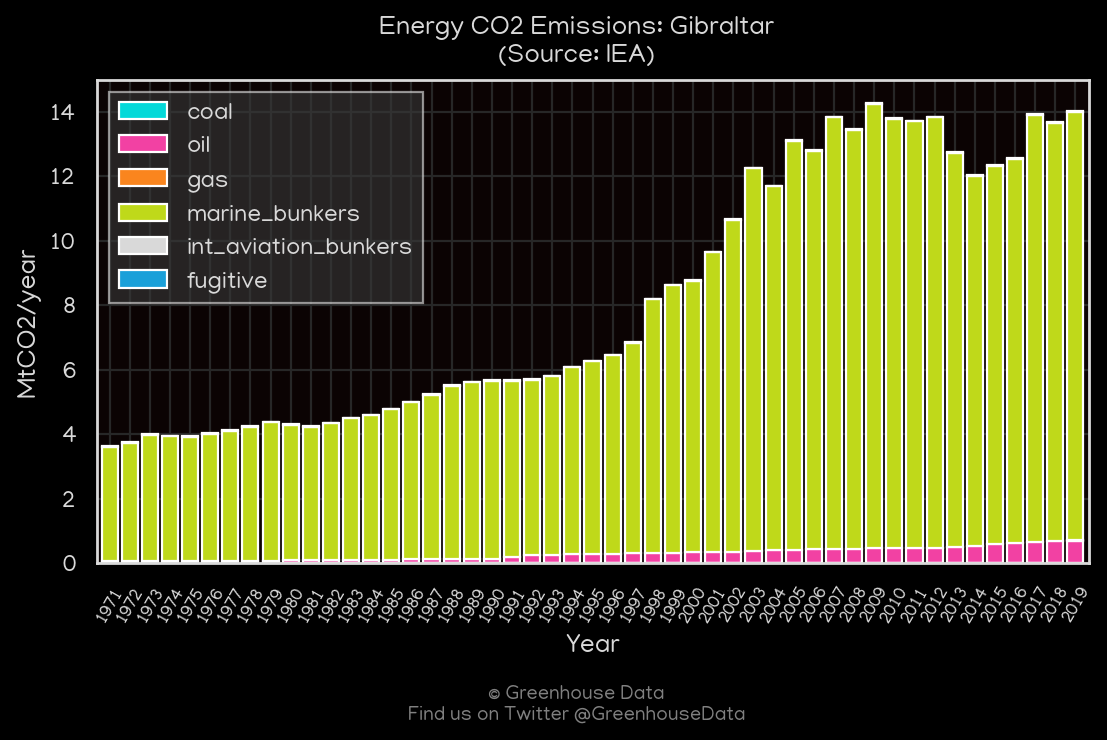 Energy CO2 Emissions: Gibraltar
(Source: IEA)
coal
oil
gas
marine_bunkers
int_aviation_bunkers
fugitive
MtCO2/year
14
12
10
8
6
4
2
0
1971 1972 1973 1974 1975 1976 1977 1978 1979 1980 1981 1982 1983 1984 1985 1986 1987 1988 1989 1990 1991 1992 1993 1994 1995 1996 1997 1998 1999 2000 2001 2002 2003 2004 2005 2006 2007 2008 2009 2010 2011 2012 2013 2014 2015 2016 2017 2018 2019
Year
© Greenhouse Data
Find us on Twitter @GreenhouseData